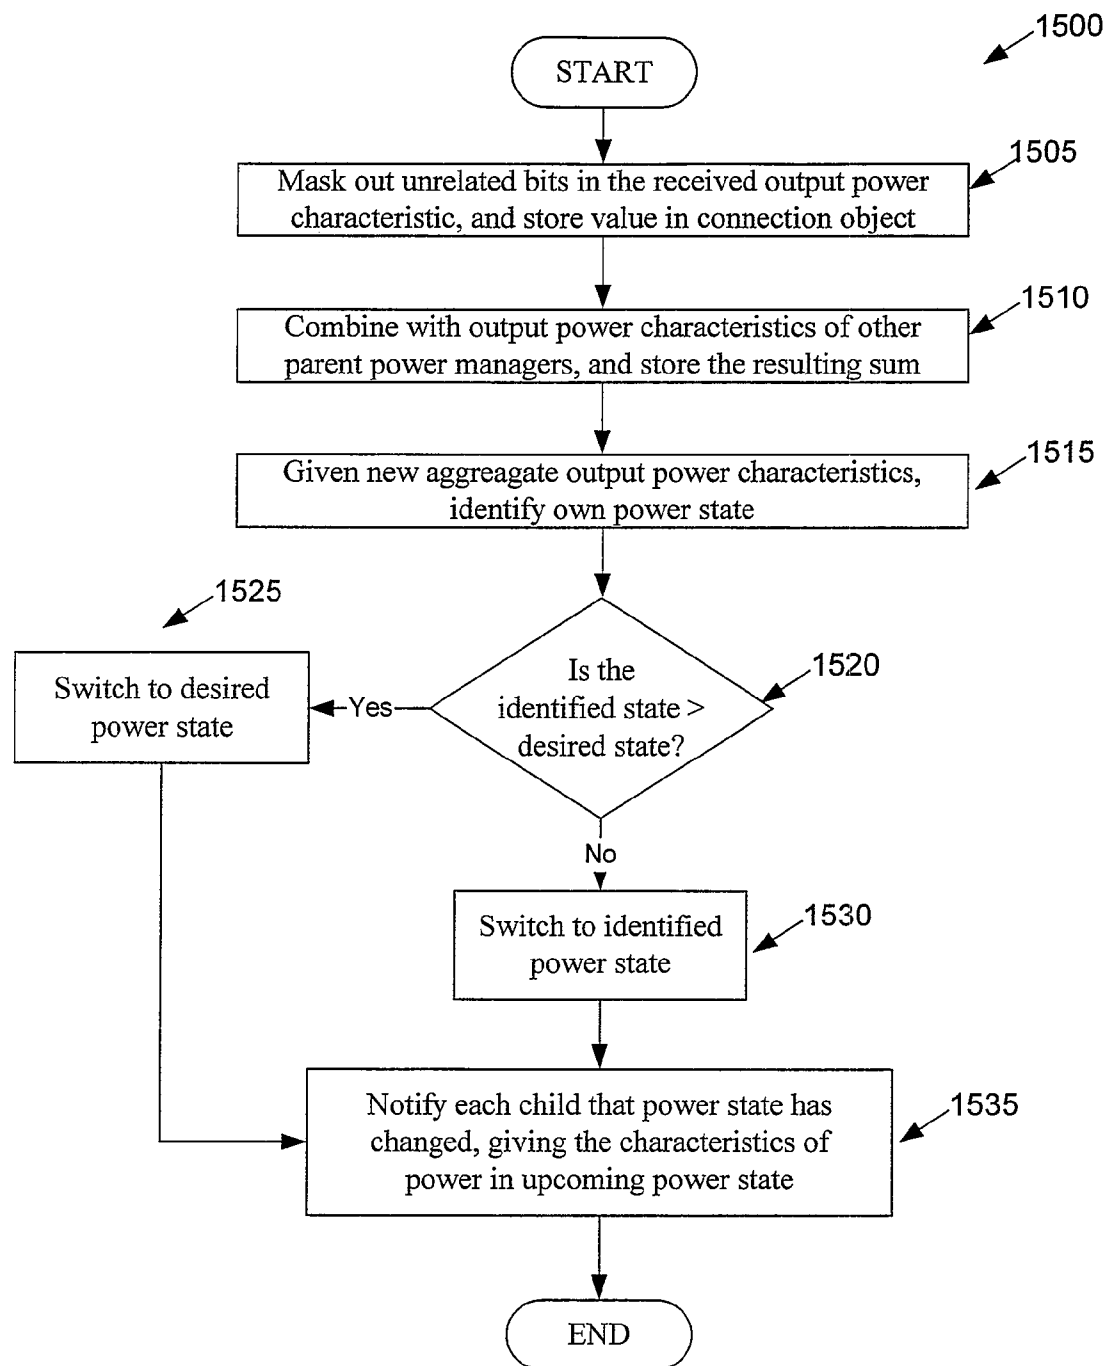 1500
START
1505
Mask out unrelated bits in the received output power
characteristic, and store value in connection object
1510
Combine with output power characteristics of other
parent power managers, and store the resulting sum
1515
Given new aggreagate output power characteristics,
identify own power state
1525
Switch to desired
power state
Yes
1520
Is the
identified state >
desired state?
No
1530
Switch to identified
power state
1535
Notify each child that power state has
changed, giving the characteristics of
power in upcoming power state
END